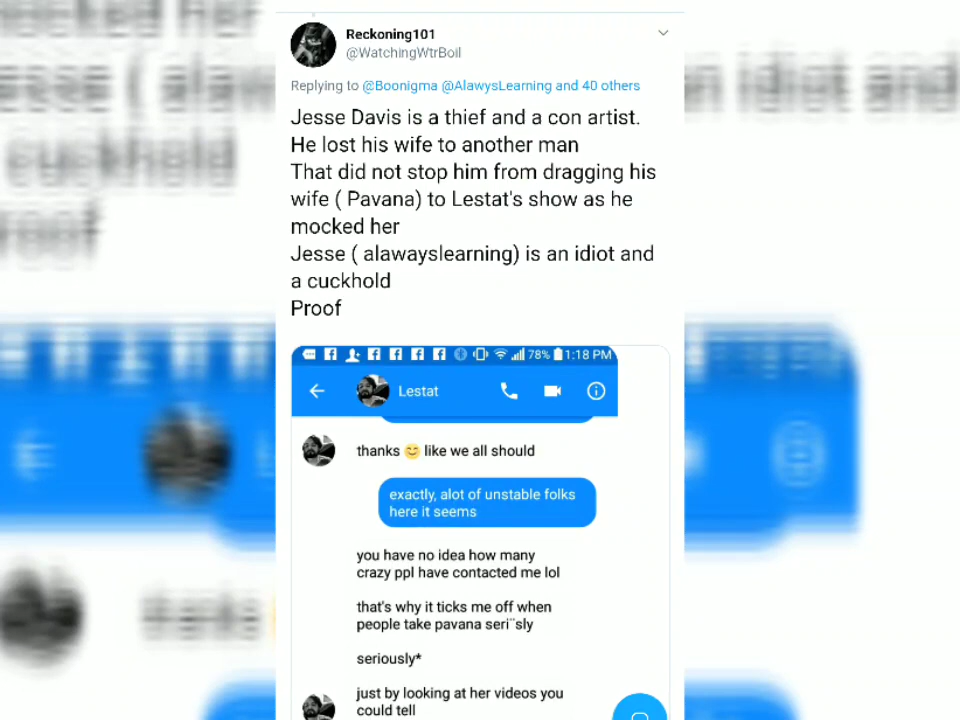 Reckoning101
@WatchingWtrBoil
Replying to @Boonigma @AlawysLearning and 40 others
Jesse Davis is a thief and a con artist.
He lost his wife to another man
That did not stop him from dragging his
wife ( Pavana) to Lestat's show as he
mocked her
Jesse ( alawayslearning) is an idiot and
a cuckhold
Proof
78% 1:18 PM
Lestat
thanks 😊 like we all should
exactly, alot of unstable folks
here it seems
you have no idea how many
crazy ppl have contacted me lol
that's why it ticks me off when
people take pavana seri¨sly
seriously*
just by looking at her videos you
could tell